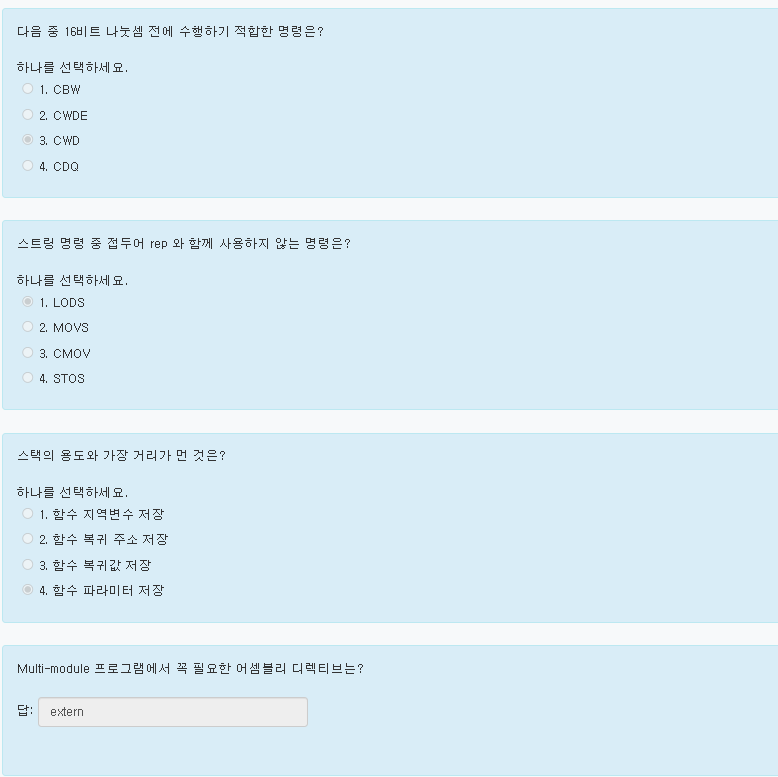 다음 중 16비트 나눗셈 전에 수행하기 적합한 명령은?
하나를 선택하세요.
1. CBW
2. CWDE
3. CWD
4. CDQ
스트링 명령 중 접두어 rep 와 함께 사용하지 않는 명령은?
하나를 선택하세요.
1. LODS
2. MOVS
3. CMOV
4. STOS
스택의 용도와 가장 거리가 먼 것은?
하나를 선택하세요.
1. 함수 지역변수 저장
2. 함수 복귀 주소 저장
3. 함수 복귀값 저장
4. 함수 파라미터 저장
Multi-module 프로그램에서 꼭 필요한 어셈블리 디렉티브는?
답: extern